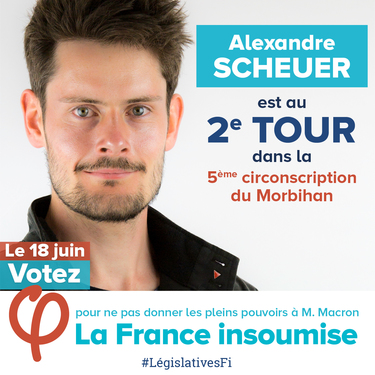 Alexandre
SCHEUER
est au
2e TOUR
dans la
5ème circonscription
du Morbihan
Le 18 juin
Votez
pour ne pas donner les pleins pouvoirs à M. Macron
La France insoumise
#LégislativesFi